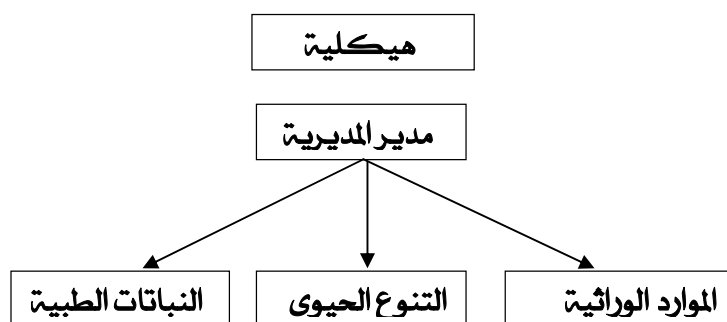 هيكلية
مدير المديرية
الموارد الوراثية
التنوع الحيوى
النباتات الطبية